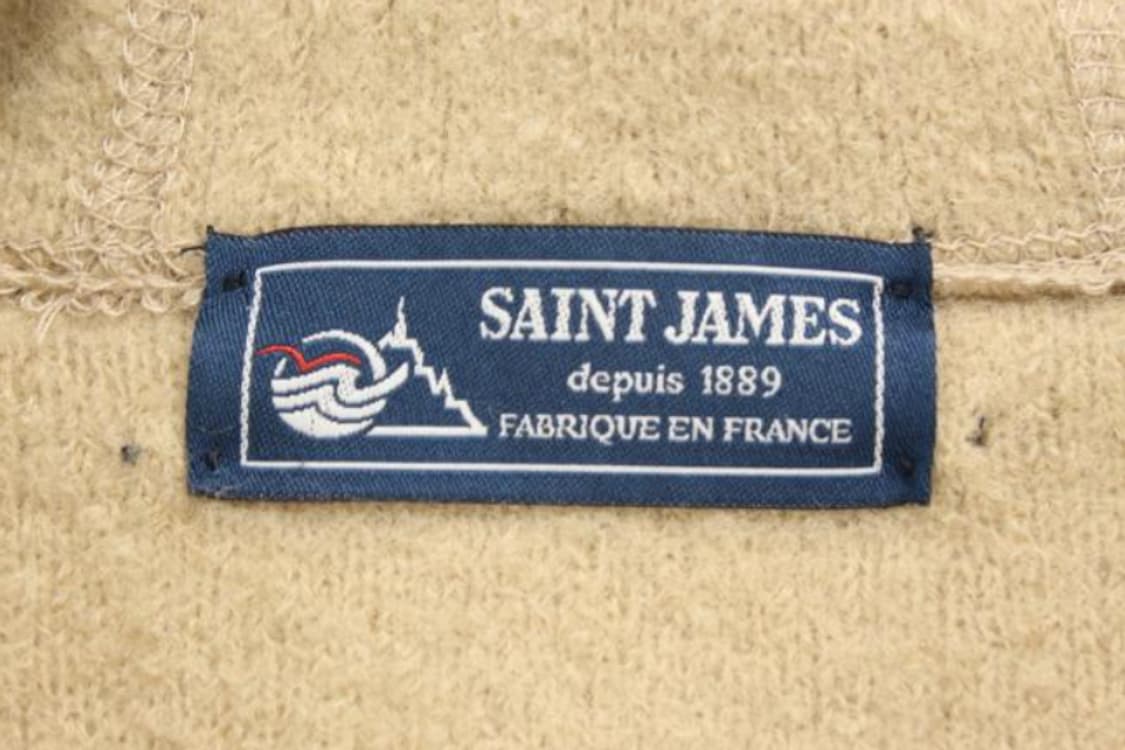 SAINT JAMES
depuis 1889
FABRIQUE EN FRANCE